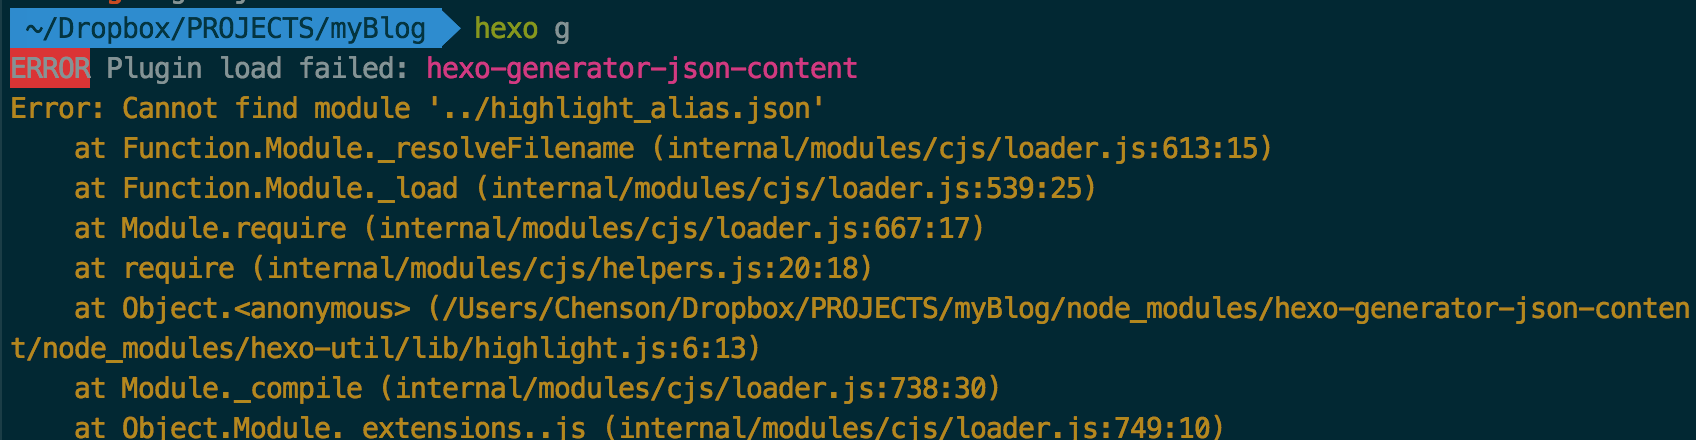 ~/Dropbox/PROJECTS/myBlog hexo g
ERROR Plugin load failed: hexo-generator-json-content
Error: Cannot find module '../highlight_alias.json'
    at Function.Module._resolveFilename (internal/modules/cjs/loader.js:613:15)
    at Function.Module._load (internal/modules/cjs/loader.js:539:25)
    at Module.require (internal/modules/cjs/loader.js:667:17)
    at require (internal/modules/cjs/helpers.js:20:18)
    at Object.<anonymous> (/Users/Chenson/Dropbox/PROJECTS/myBlog/node_modules/hexo-generator-json-conten
t/node_modules/hexo-util/lib/highlight.js:6:13)
    at Module._compile (internal/modules/cjs/loader.js:738:30)
    at Object.Module._extensions..js (internal/modules/cjs/loader.js:749:10)